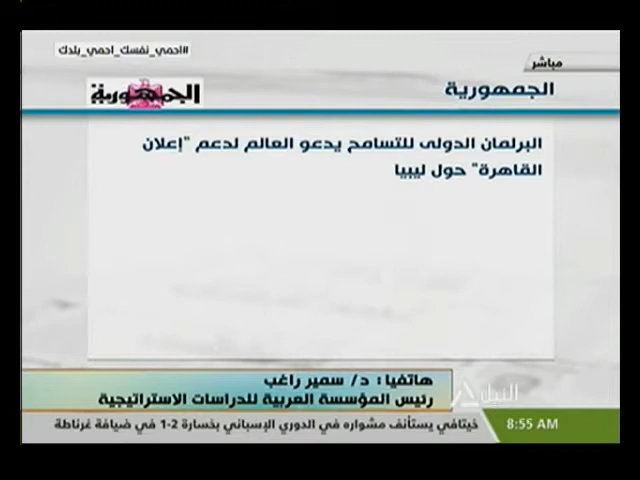 #احمي_نفسك_احمي_بلدك
مباشر
الجمهورية
الجمهورية
البرلمان الدولى للتسامح يدعو العالم لدعم "إعلان
القاهرة" حول ليبيا
هاتفيا : د/ سمير راغب
رئيس المؤسسة العربية للدراسات الاستراتيجية
النيل
خيتافي يستأنف مشواره في الدوري الإسباني بخسارة 2-1 في ضيافة غرناطة
8:55 AM